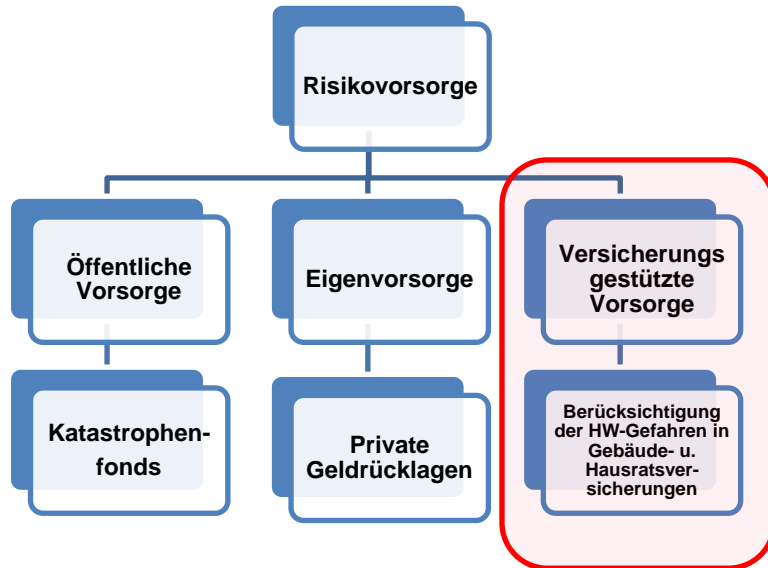 Risikovorsorge
Öffentliche
Vorsorge
Eigenvorsorge
Versicherungs
gestützte
Vorsorge
Katastrophen-
fonds
Private
Geldrücklagen
Berücksichtigung
der HW-Gefahren in
Gebäude- u.
Hausratsver-
sicherungen